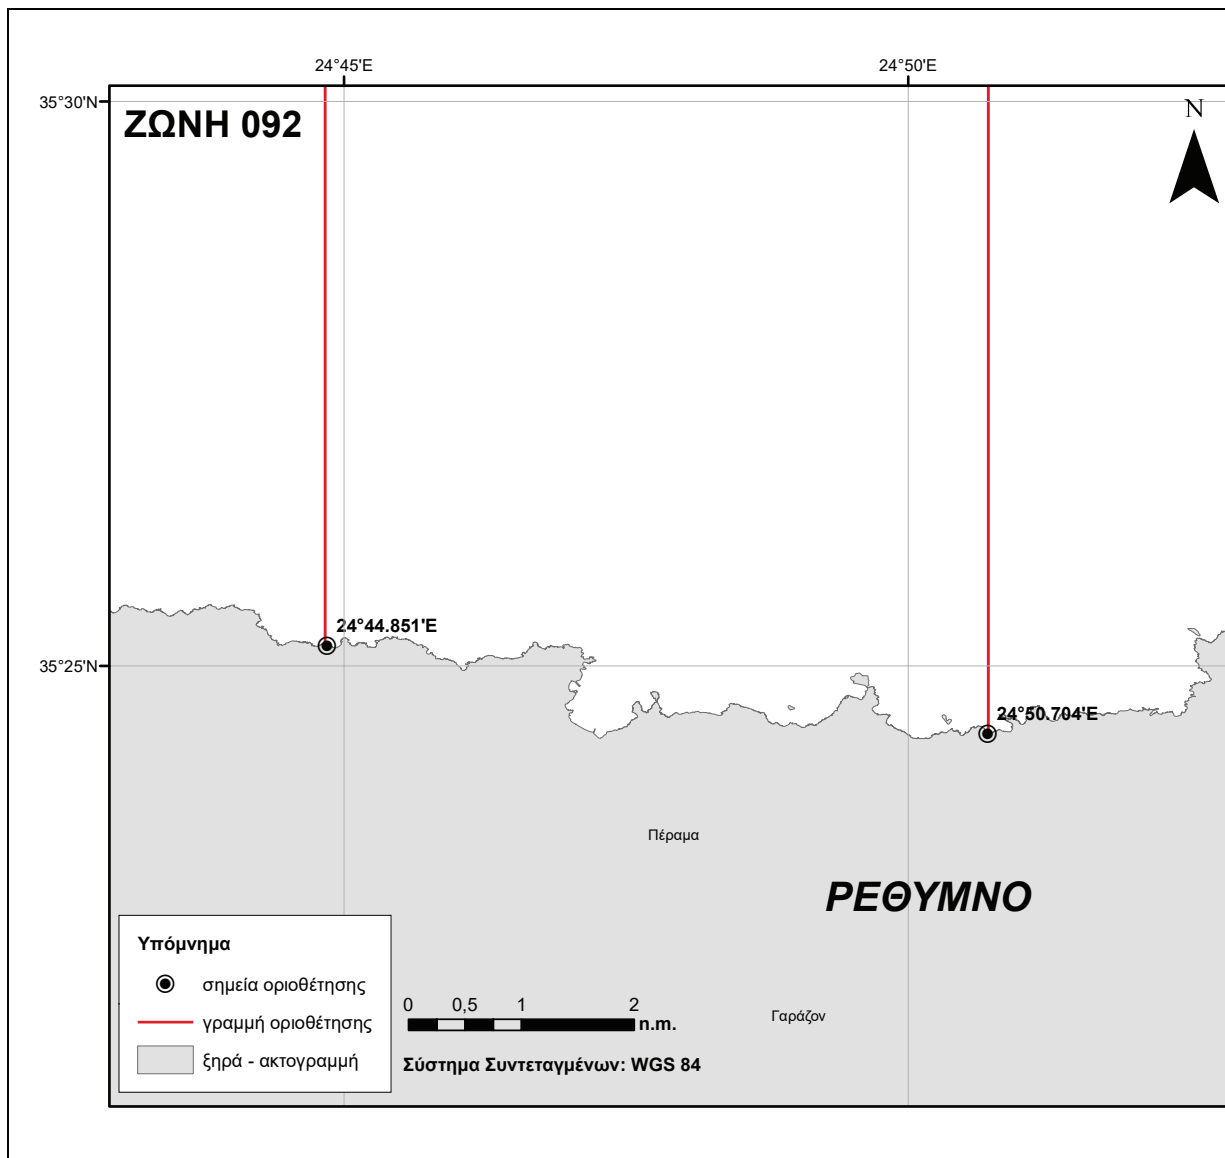 24°45'E
24°50'E
35°30'N
ΖΩΝΗ 092
N
24°44.851'E
35°25'N
24°50.704'E
Πέραμα
ΡΕΘΥΜΝΟ
Υπόμνημα
σημεία οριοθέτησης
γραμμή οριοθέτησης
ξηρά - ακτογραμμή
0 0,5 1 2
n.m.
Γαράζον
Σύστημα Συντεταγμένων: WGS 84